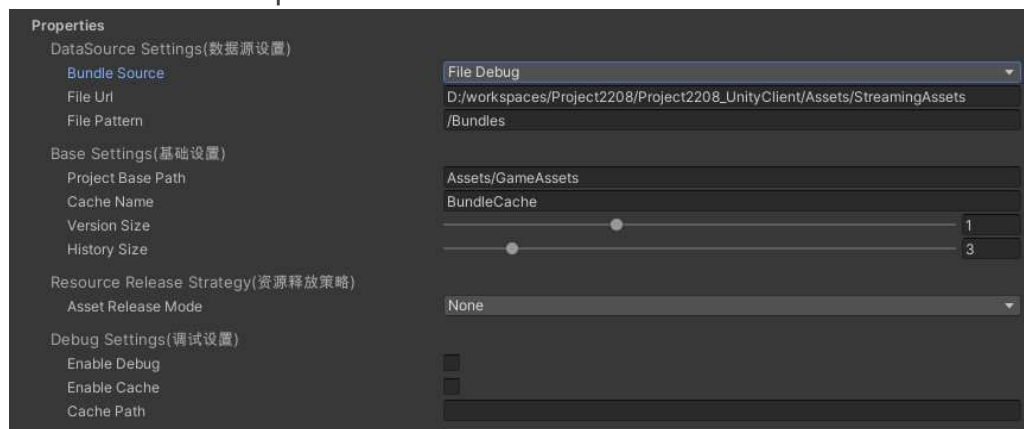 Properties
DataSource Settings(数据源设置)
Bundle Source File Debug
File Url D:/workspaces/Project2208/Project2208_UnityClient/Assets/StreamingAssets
File Pattern /Bundles
Base Settings(基础设置)
Project Base Path Assets/GameAssets
Cache Name BundleCache
Version Size 1
History Size 3
Resource Release Strategy(资源释放策略)
Asset Release Mode None
Debug Settings(调试设置)
Enable Debug
Enable Cache
Cache Path